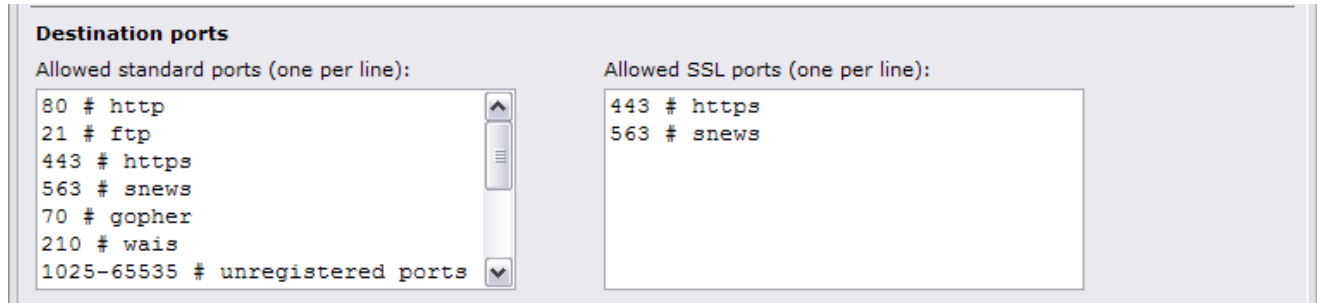 Destination ports
Allowed standard ports (one per line):
80 # http
21 # ftp
443 # https
563 # snews
70 # gopher
210 # wais
1025-65535 # unregistered ports
Allowed SSL ports (one per line):
443 # https
563 # snews